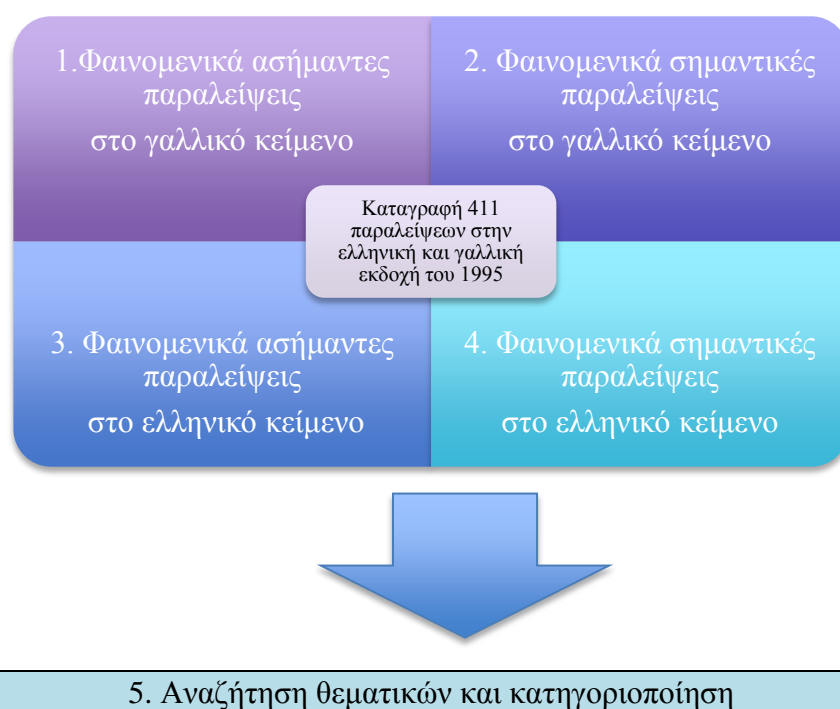 1.Φαινομενικά ασήμαντες
παραλείψεις
στο γαλλικό κείμενο
2. Φαινομενικά σημαντικές
παραλείψεις
στο γαλλικό κείμενο
Καταγραφή 411
παραλείψεων στην
ελληνική και γαλλική
εκδοχή του 1995
3. Φαινομενικά ασήμαντες
παραλείψεις
στο ελληνικό κείμενο
4. Φαινομενικά σημαντικές
παραλείψεις
στο ελληνικό κείμενο
5. Αναζήτηση θεματικών και κατηγοριοποίηση